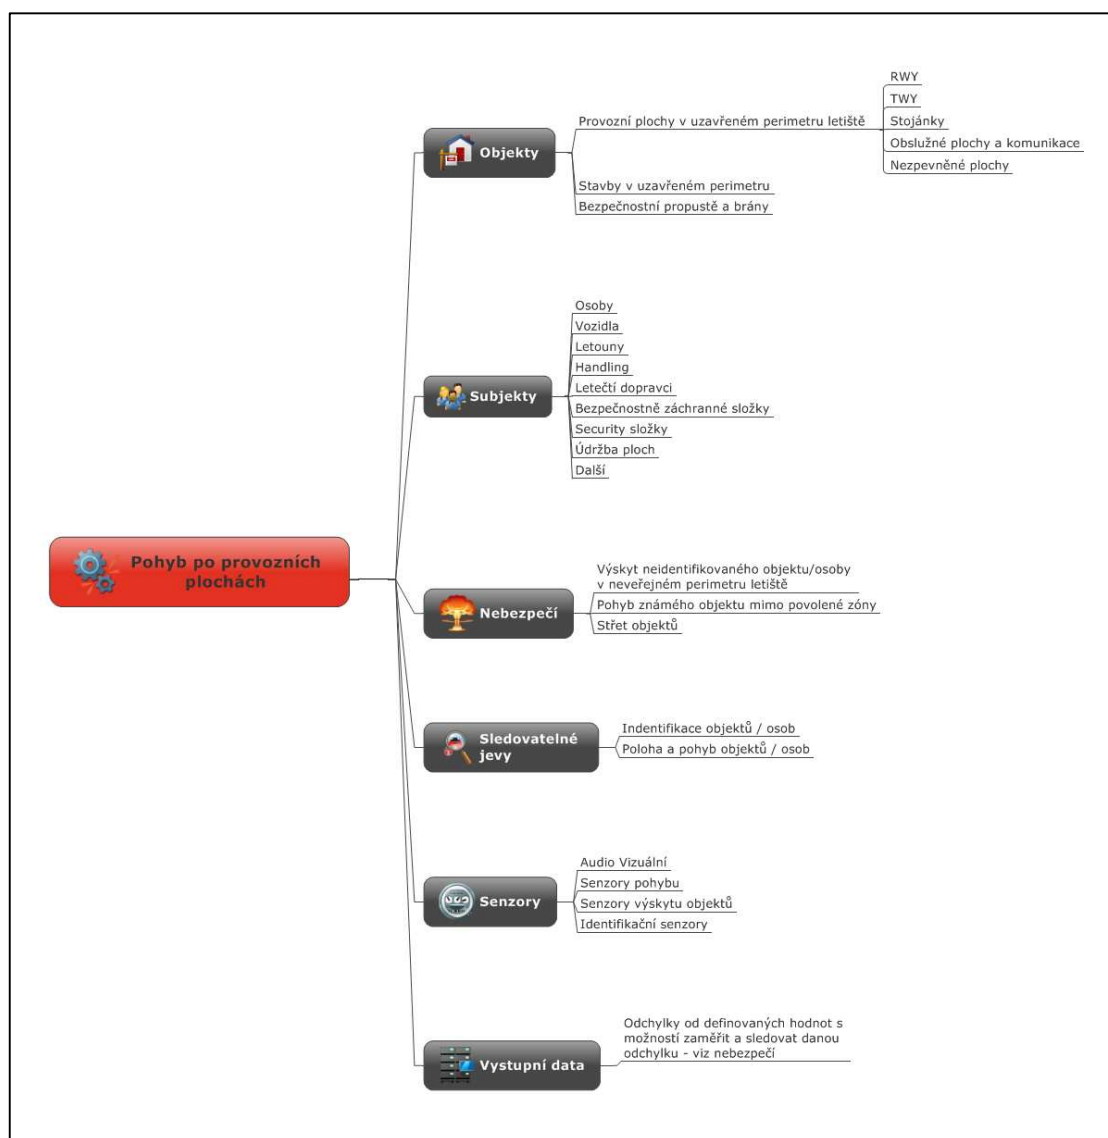 Pohyb po provozních
plochách
Objekty
Provozní plochy v uzavřeném perimetru letiště
RWY
TWY
Stojánky
Obslužné plochy a komunikace
Nezpevněné plochy
Stavby v uzavřeném perimetru
Bezpečnostní propustě a brány
Subjekty
Osoby
Vozidla
Letouny
Handling
Letečtí dopravci
Bezpečnostně záchranné složky
Security složky
Údržba ploch
Další
Nebezpečí
Výskyt neidentifikovaného objektu/osoby
v neveřejném perimetru letiště
Pohyb známého objektu mimo povolené zóny
Střet objektů
Sledovatelné
jevy
Indentifikace objektů / osob
Poloha a pohyb objektů / osob
Senzory
Audio Vizuální
Senzory pohybu
Senzory výskytu objektů
Identifikační senzory
Vystupní data
Odchylky od definovaných hodnot s
možností zaměřit a sledovat danou
odchylku - viz nebezpečí